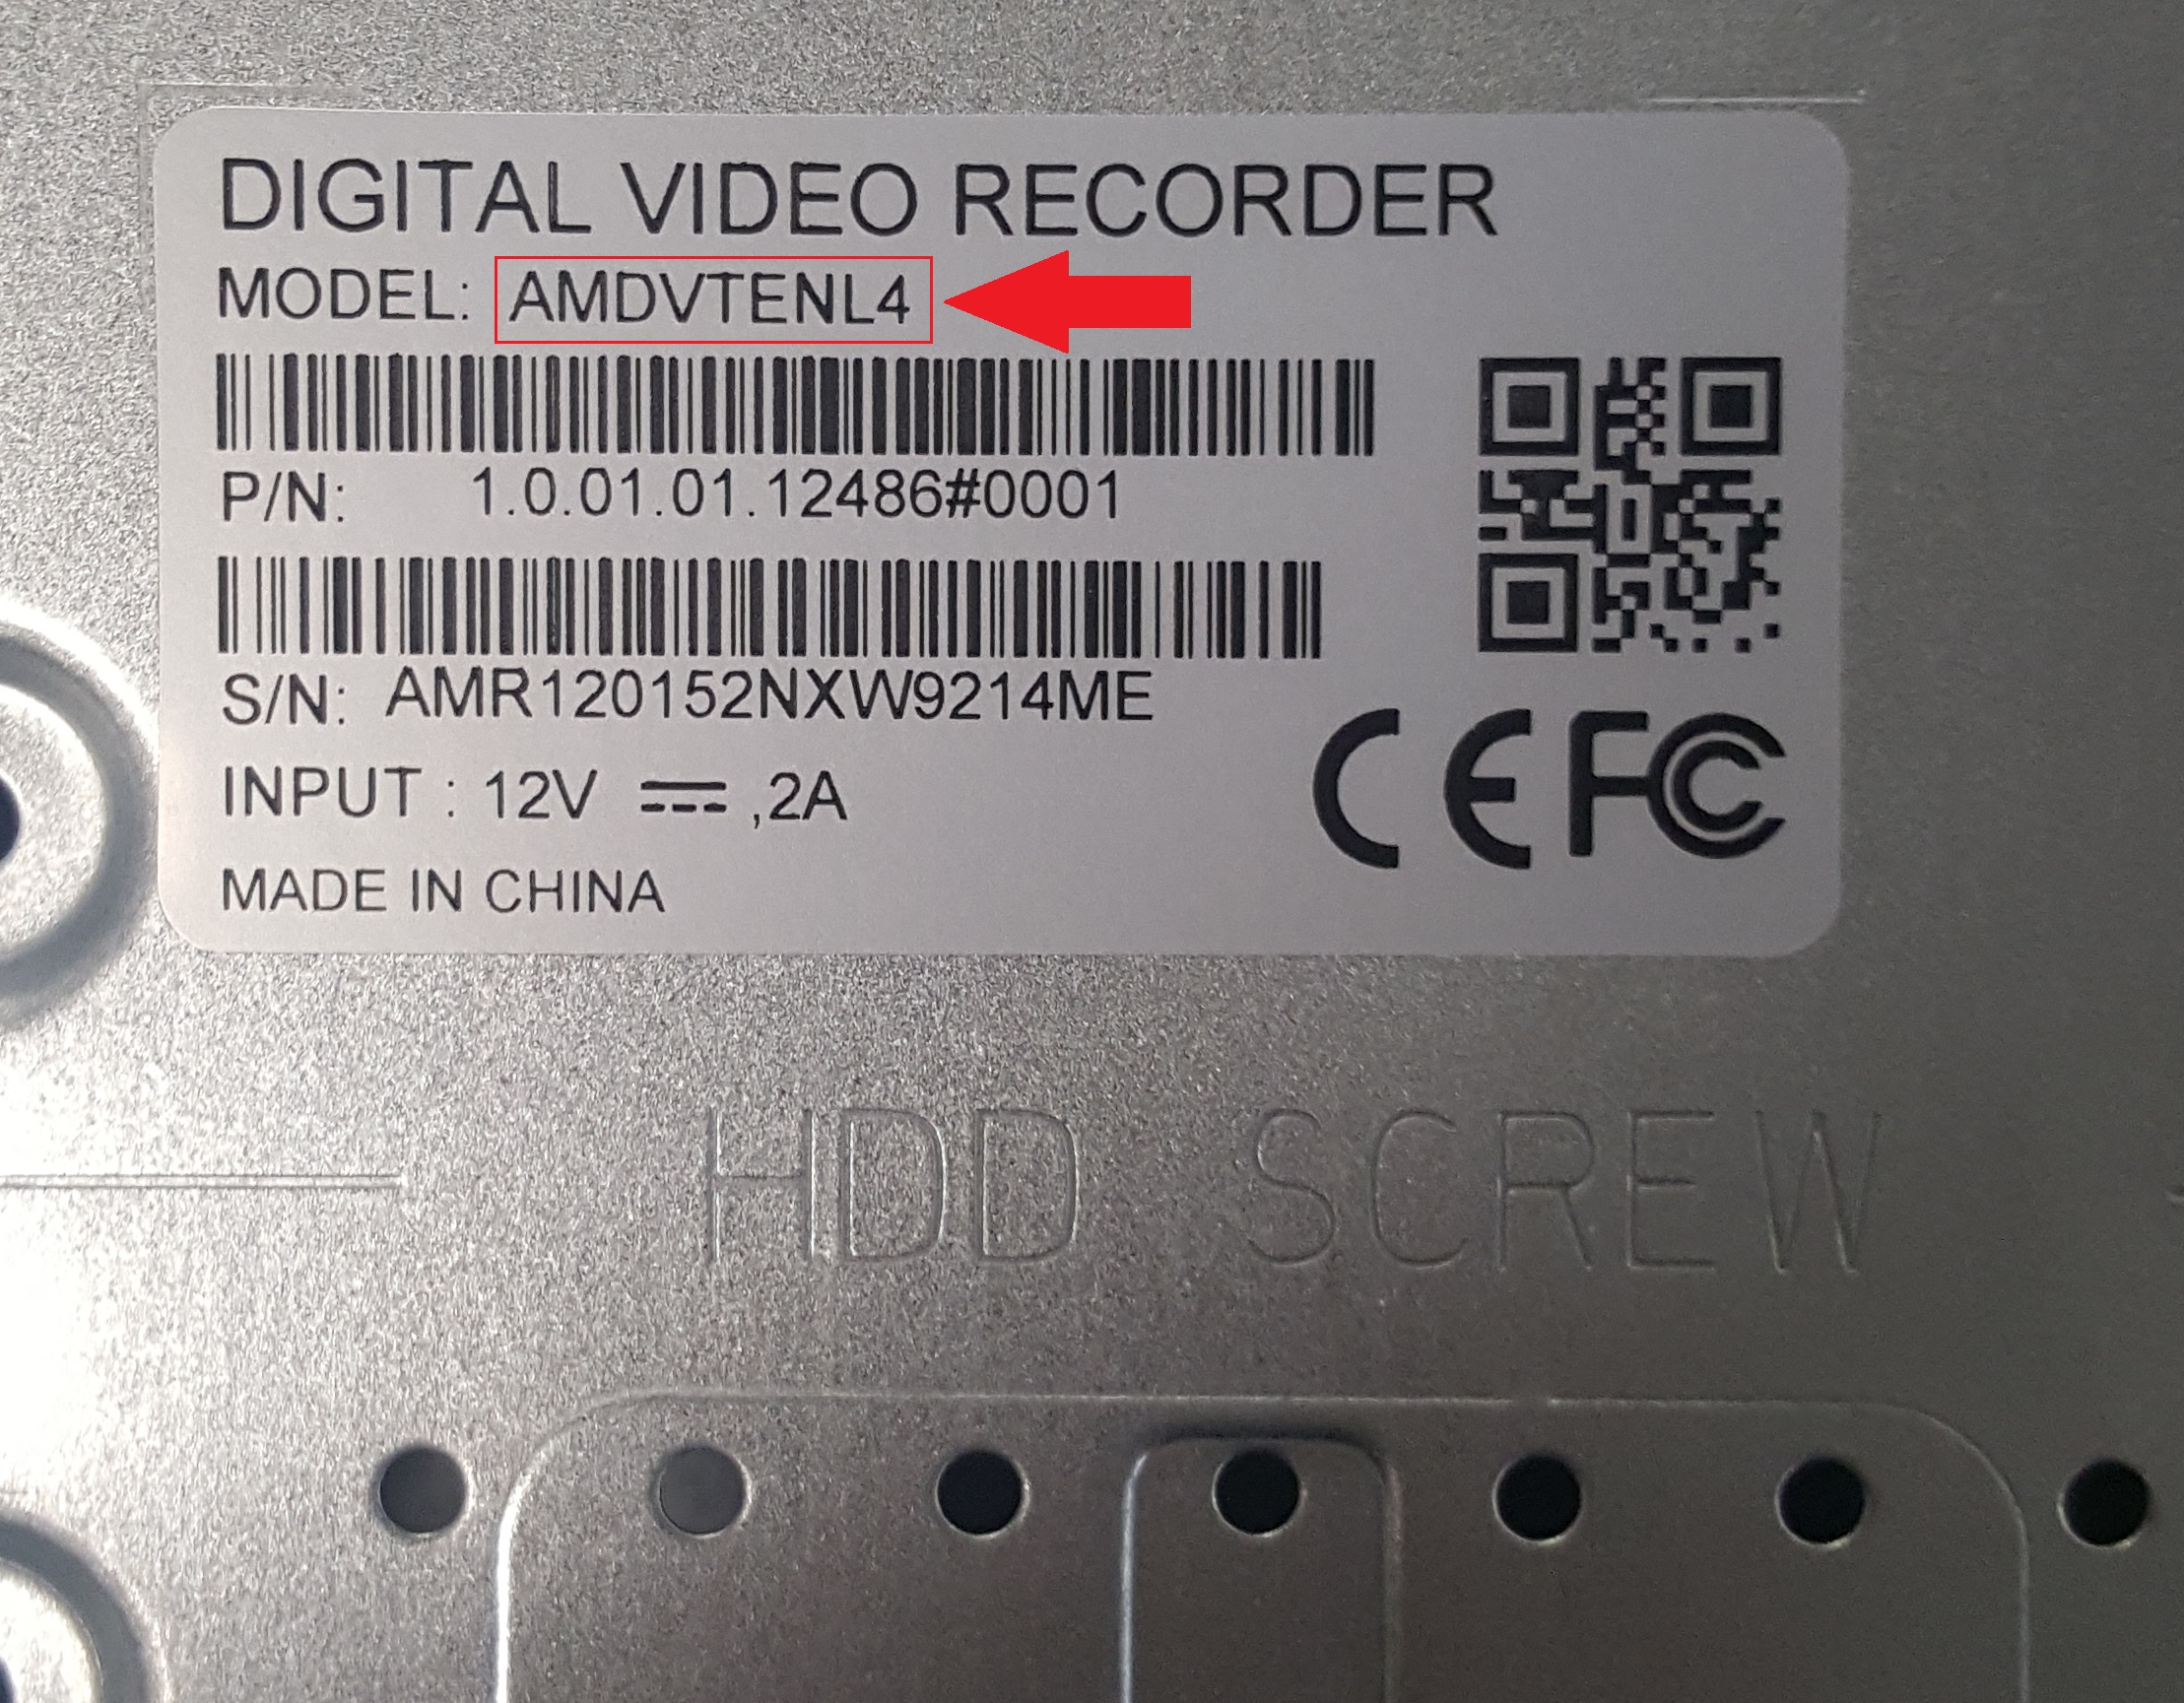 DIGITAL VIDEO RECORDER
MODEL: AMDVTENL4
P/N: 1.0.01.01.12486#0001
S/N: AMR120152NXW9214ME
INPUT : 12V ⎓ ,2A
CE FC
MADE IN CHINA
HDD SCREW